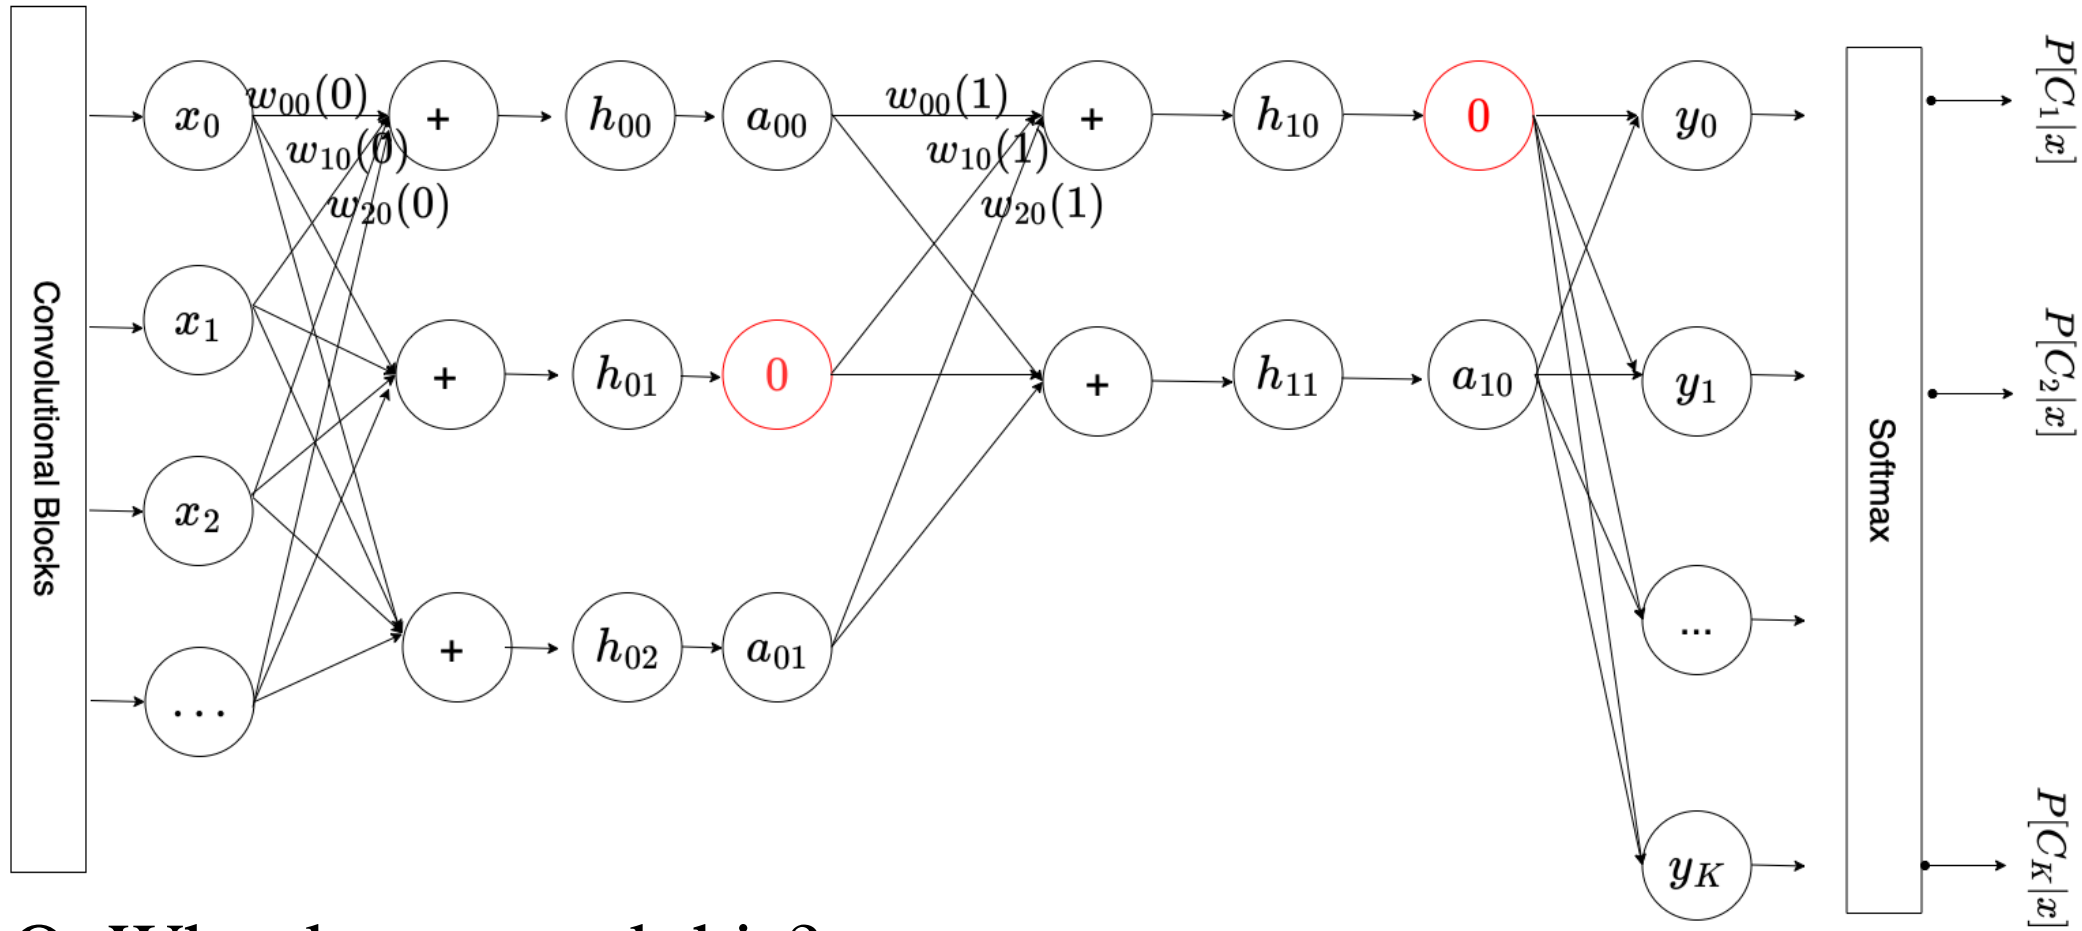 Convolutional Blocks
x0 w00(0) + h00 a00 w00(1) + h10 0 y0 P[C1|x]
w10(0) w10(1)
w20(0) w20(1)
x1 + h01 0 + h11 a10 y1 P[C2|x]
x2
Softmax
+ h02 a01 ...
...
yK P[CK|x]